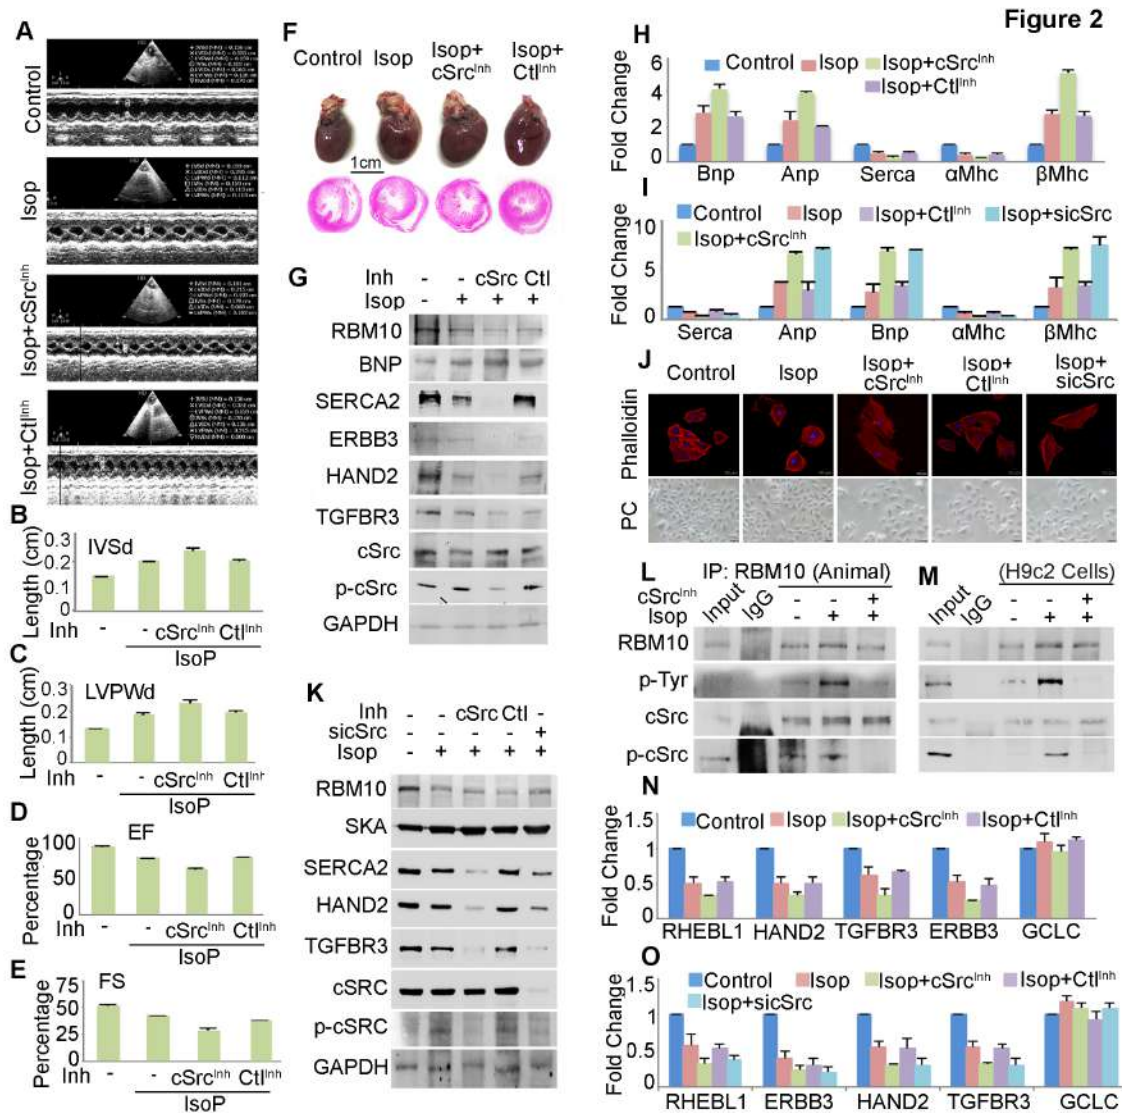 Figure 2
A
Control
Isop
Isop+cSrcInh
Isop+CtlInh
B
Length (cm)
0.3
0.2
0.1
0
IVSd
Inh - - cSrcInh CtlInh
IsoP
C
Length (cm)
0.3
0.2
0.1
0
LVPWd
Inh - - cSrcInh CtlInh
IsoP
D
Percentage
100
50
0
EF
Inh - - cSrcInh CtlInh
IsoP
E
Percentage
75
50
25
0
FS
Inh - - cSrcInh CtlInh
IsoP
F
Control Isop Isop+ Isop+
cSrcInh CtlInh
1cm
G
Inh - - cSrc Ctl
Isop - + + +
RBM10
BNP
SERCA2
ERBB3
HAND2
TGFBR3
cSrc
p-cSrc
GAPDH
H
Fold Change
6
4
2
0
Control Isop Isop+cSrcInh
Isop+CtlInh
Bnp Anp Serca αMhc βMhc
I
Fold Change
10
5
0
Control Isop Isop+CtlInh Isop+sicSrc
Isop+cSrcInh
Serca Anp Bnp αMhc βMhc
J
Control Isop Isop+ Isop+ Isop+
cSrcInh CtlInh sicSrc
Phalloidin
PC
K
Inh - - cSrc Ctl -
sicSrc - - - - +
Isop - + + + +
RBM10
SKA
SERCA2
HAND2
TGFBR3
cSRC
p-cSRC
GAPDH
L
IP: RBM10 (Animal)
cSrcInh - - +
Isop - + +
Input IgG
RBM10
p-Tyr
cSrc
p-cSrc
M
(H9c2 Cells)
Input IgG - - +
- + +
N
Fold Change
1.5
1
0.5
0
Control Isop Isop+cSrcInh Isop+CtlInh
RHEBL1 HAND2 TGFBR3 ERBB3 GCLC
O
Fold Change
1.5
1
0.5
0
Control Isop Isop+cSrcInh Isop+CtlInh
Isop+sicSrc
RHEBL1 ERBB3 HAND2 TGFBR3 GCLC